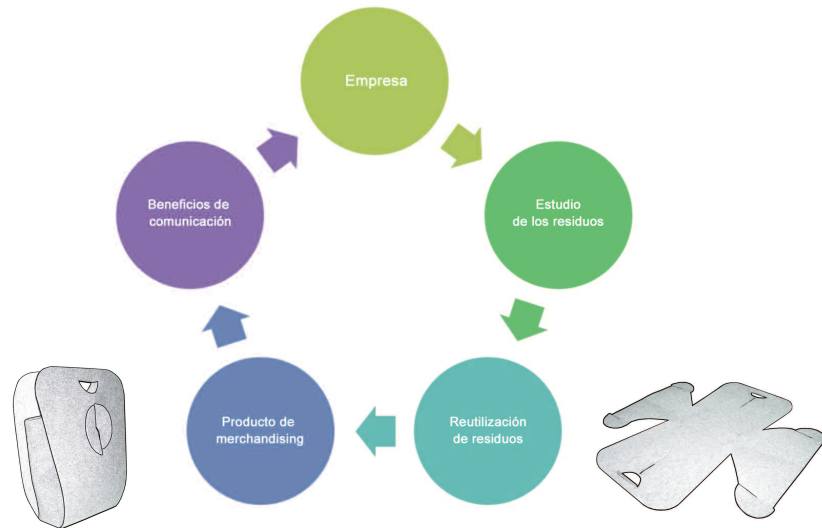 Empresa
Estudio
de los residuos
Reutilización
de residuos
Producto de
merchandising
Beneficios de
comunicación